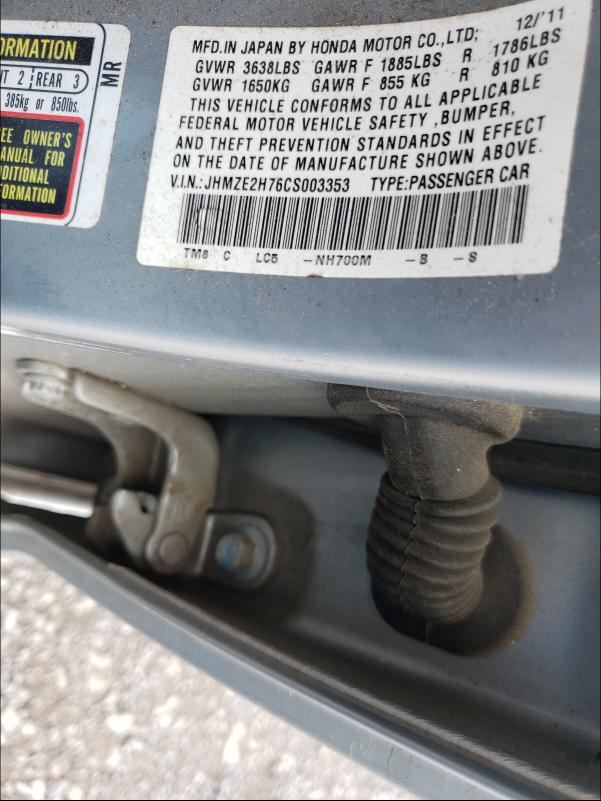 ORMATION
NT 2 REAR 3
385kg or 850lbs.
EE OWNER'S
ANUAL FOR
DDITIONAL
FORMATION
MR
MFD.IN JAPAN BY HONDA MOTOR CO.,LTD; 12/'11
GVWR 3638LBS GAWR F 1885LBS R 1786LBS
GVWR 1650KG GAWR F 855 KG R 810 KG
THIS VEHICLE CONFORMS TO ALL APPLICABLE
FEDERAL MOTOR VEHICLE SAFETY ,BUMPER,
AND THEFT PREVENTION STANDARDS IN EFFECT
ON THE DATE OF MANUFACTURE SHOWN ABOVE.
V.I.N.: JHMZE2H76CS003353 TYPE:PASSENGER CAR
TM8 C LC5 -NH700M -B -S